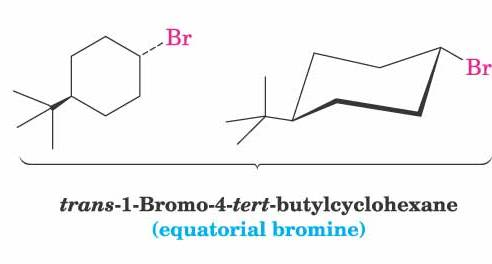 Br
Br
trans-1-Bromo-4-tert-butylcyclohexane
(equatorial bromine)